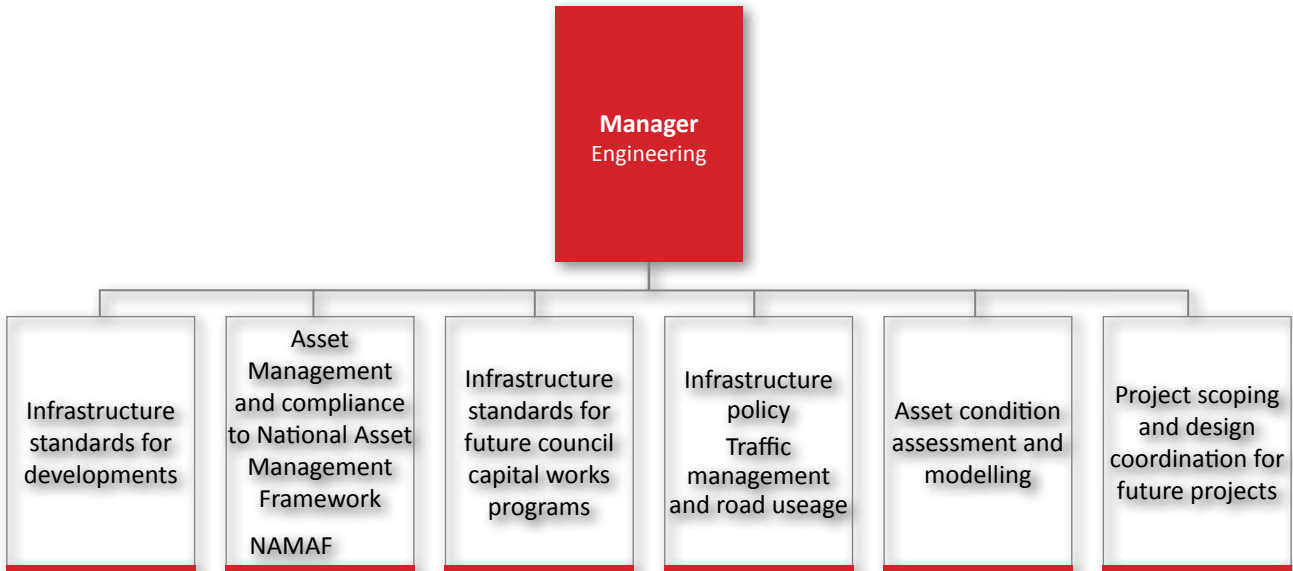 Manager
Engineering
Infrastructure
standards for
developments
Asset
Management
and compliance
to National Asset
Management
Framework
NAMAF
Infrastructure
standards for
future council
capital works
programs
Infrastructure
policy
Traffic
management
and road useage
Asset condition
assessment and
modelling
Project scoping
and design
coordination for
future projects